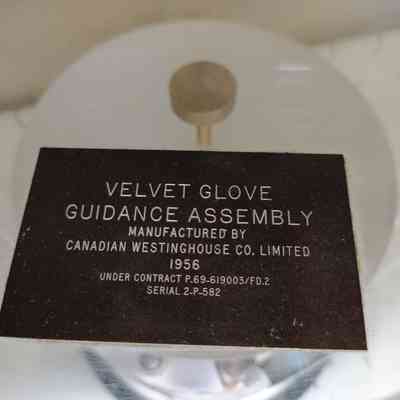 VELVET GLOVE
GUIDANCE ASSEMBLY
MANUFACTURED BY
CANADIAN WESTINGHOUSE CO. LIMITED
1956
UNDER CONTRACT P.69-619003/FD.2
SERIAL 2-P-582